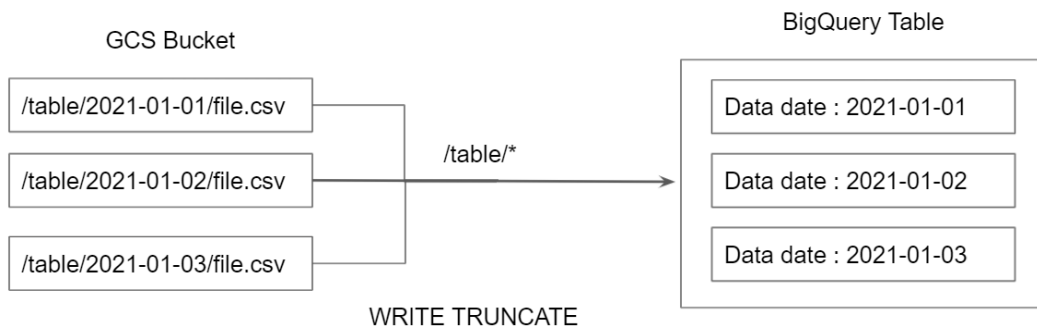 GCS Bucket
BigQuery Table
/table/2021-01-01/file.csv
/table/2021-01-02/file.csv
/table/2021-01-03/file.csv
/table/*
WRITE TRUNCATE
Data date : 2021-01-01
Data date : 2021-01-02
Data date : 2021-01-03